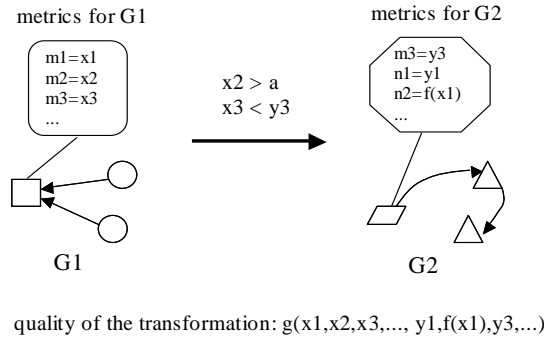 metrics for G1
m1=x1
m2=x2
m3=x3
...
G1
x2 > a
x3 < y3
metrics for G2
m3=y3
n1=y1
n2=f(x1)
...
G2
quality of the transformation: g(x1,x2,x3,..., y1,f(x1),y3,...)